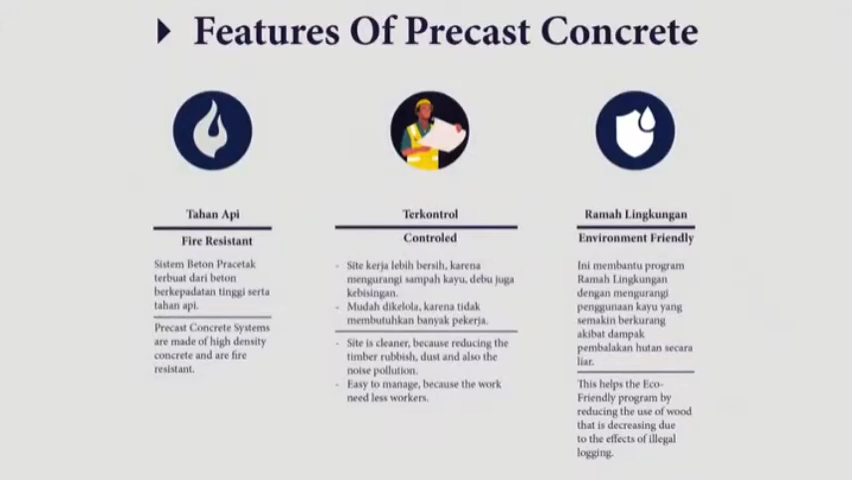 Features Of Precast Concrete
Tahan Api
Fire Resistant
Sistem Beton Pracetak
terbuat dari beton
berkepadatan tinggi serta
tahan api.
Precast Concrete Systems
are made of high density
concrete and are fire
resistant.
Terkontrol
Controled
- Site kerja lebih bersih, karena
mengurangi sampah kayu, debu juga
kebisingan.
- Mudah dikelola, karena tidak
membutuhkan banyak pekerja.
- Site is cleaner, because reducing the
timber rubbish, dust and also the
noise pollution.
- Easy to manage, because the work
need less workers.
Ramah Lingkungan
Environment Friendly
Ini membantu program
Ramah Lingkungan
dengan mengurangi
penggunaan kayu yang
semakin berkurang
akibat dampak
pembalakan hutan secara
liar.
This helps the Eco-
Friendly program by
reducing the use of wood
that is decreasing due
to the effects of illegal
logging.